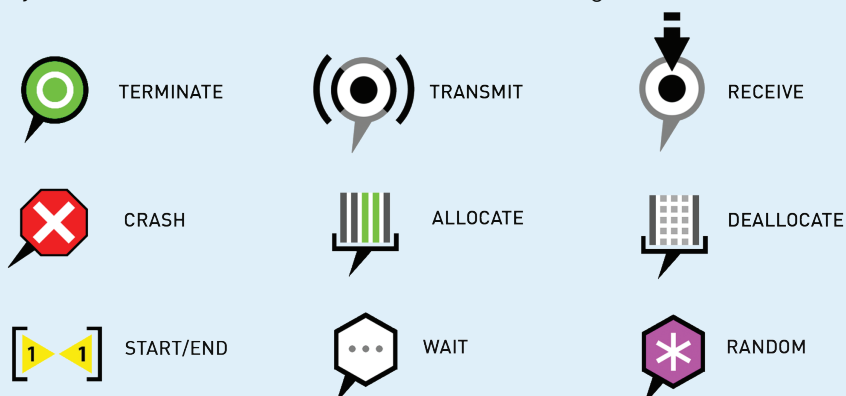 TERMINATE
TRANSMIT
RECEIVE
CRASH
ALLOCATE
DEALLOCATE
1 1 START/END
WAIT
RANDOM